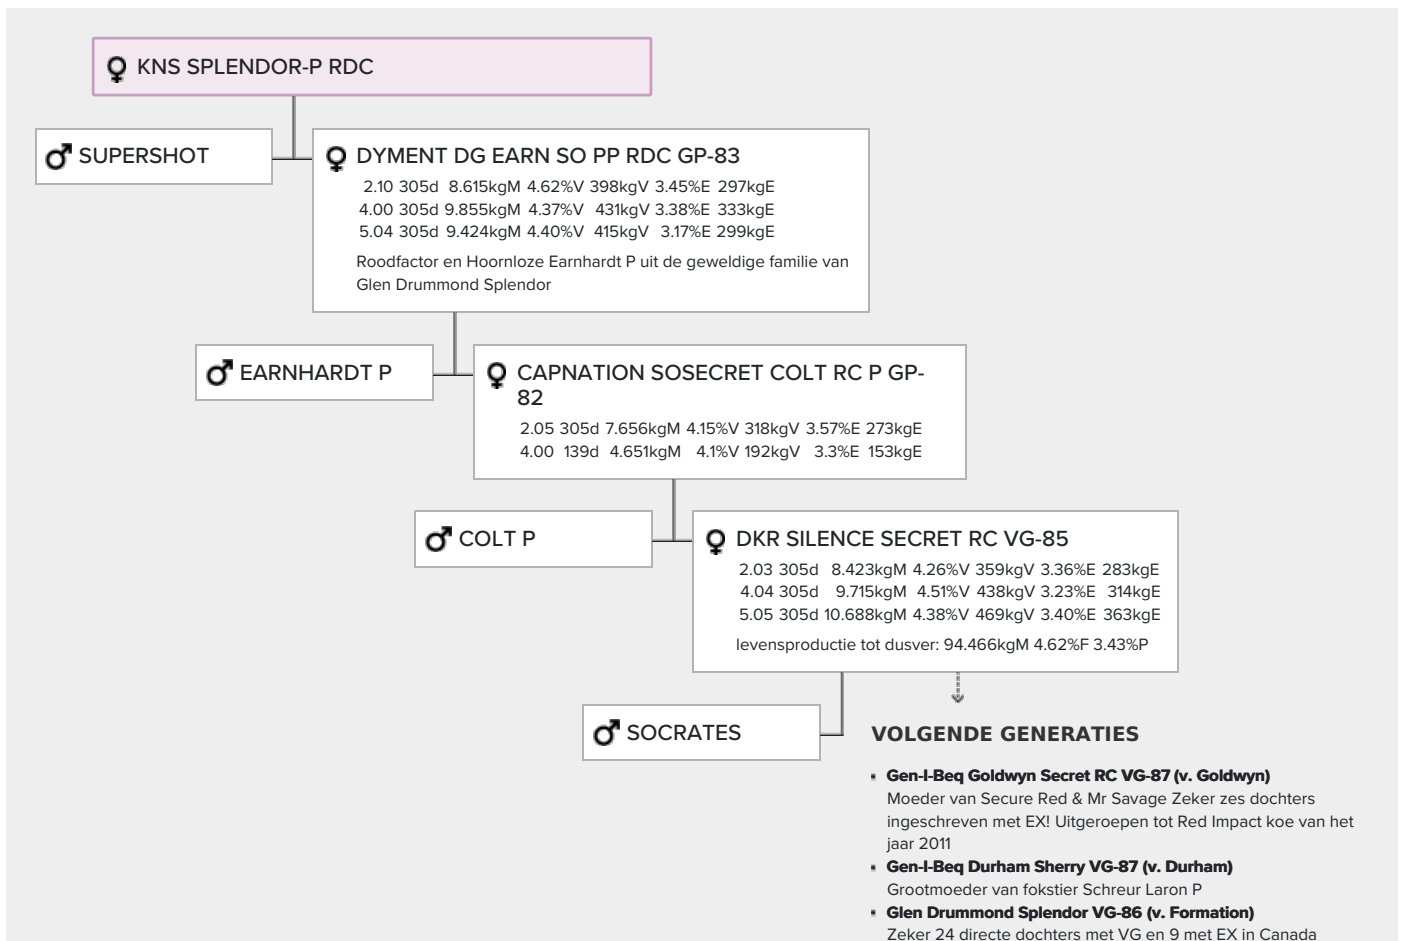 KNS SPLENDOR-P RDC
SUPERSHOT
DYMENT DG EARN SO PP RDC GP-83
2.10 305d 8.615kgM 4.62%V 398kgV 3.45%E 297kgE
4.00 305d 9.855kgM 4.37%V 431kgV 3.38%E 333kgE
5.04 305d 9.424kgM 4.40%V 415kgV 3.17%E 299kgE
Roodfactor en Hoornloze Earnhardt P uit de geweldige familie van
Glen Drummond Splendor
EARNHARDT P
CAPNATION SOSECRET COLT RC P GP-
82
2.05 305d 7.656kgM 4.15%V 318kgV 3.57%E 273kgE
4.00 139d 4.651kgM 4.1%V 192kgV 3.3%E 153kgE
COLT P
DKR SILENCE SECRET RC VG-85
2.03 305d 8.423kgM 4.26%V 359kgV 3.36%E 283kgE
4.04 305d 9.715kgM 4.51%V 438kgV 3.23%E 314kgE
5.05 305d 10.688kgM 4.38%V 469kgV 3.40%E 363kgE
levensproductie tot dusver: 94.466kgM 4.62%F 3.43%P
SOCRATES
VOLGENDE GENERATIES
Gen-I-Beq Goldwyn Secret RC VG-87 (v. Goldwyn)
Moeder van Secure Red & Mr Savage Zeker zes dochters
ingeschreven met EX! Uitgeroepen tot Red Impact koe van het
jaar 2011
Gen-I-Beq Durham Sherry VG-87 (v. Durham)
Grootmoeder van fokstier Schreur Laron P
Glen Drummond Splendor VG-86 (v. Formation)
Zeker 24 directe dochters met VG en 9 met EX in Canada